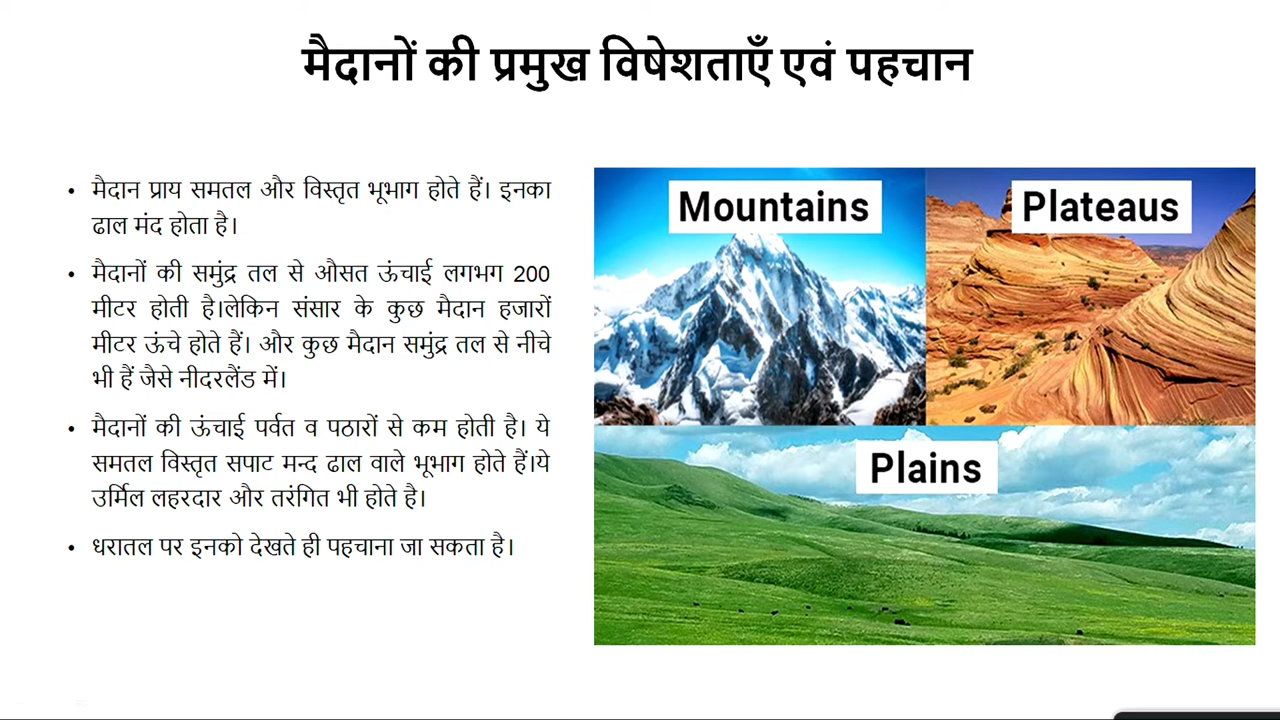 मैदानों की प्रमुख विषेशताएँ एवं पहचान
• मैदान प्राय समतल और विस्तृत भूभाग होते हैं। इनका
ढाल मंद होता है।
• मैदानों की समुंद्र तल से औसत ऊंचाई लगभग 200
मीटर होती है।लेकिन संसार के कुछ मैदान हजारों
मीटर ऊंचे होते हैं। और कुछ मैदान समुंद्र तल से नीचे
भी हैं जैसे नीदरलैंड में।
• मैदानों की ऊंचाई पर्वत व पठारों से कम होती है। ये
समतल विस्तृत सपाट मन्द ढाल वाले भूभाग होते हैं।ये
उर्मिल लहरदार और तरंगित भी होते है।
• धरातल पर इनको देखते ही पहचाना जा सकता है।
Mountains
Plateaus
Plains